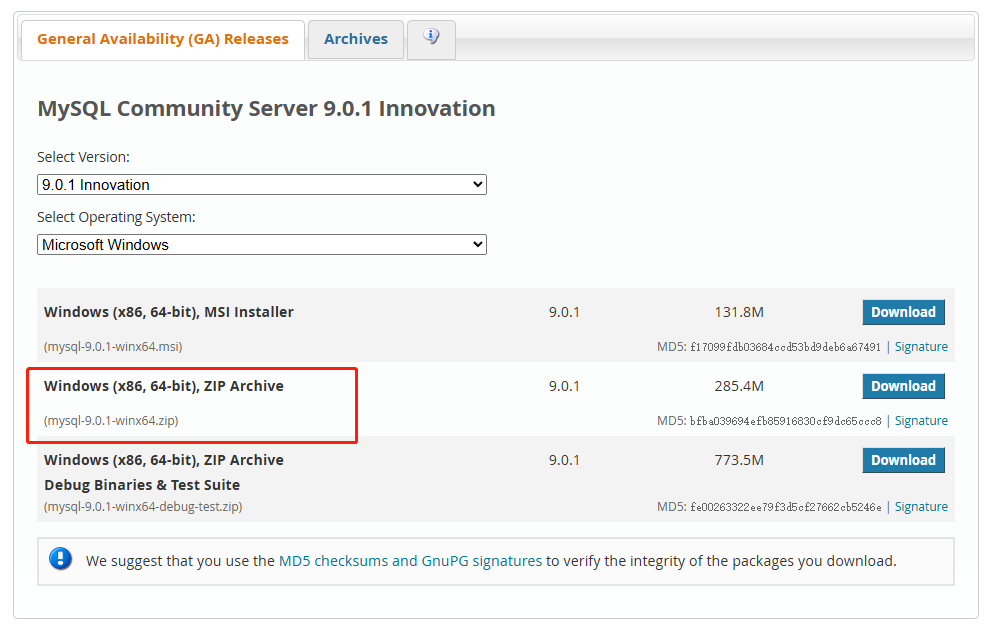 General Availability (GA) Releases
Archives
MySQL Community Server 9.0.1 Innovation
Select Version:
9.0.1 Innovation
Select Operating System:
Microsoft Windows
Windows (x86, 64-bit), MSI Installer 9.0.1 131.8M Download
(mysql-9.0.1-winx64.msi) MD5: f17099fdb03684ccd53bd9deb6a67491 | Signature
Windows (x86, 64-bit), ZIP Archive 9.0.1 285.4M Download
(mysql-9.0.1-winx64.zip) MD5: bfba039694efb85916830cf9dc65ccc8 | Signature
Windows (x86, 64-bit), ZIP Archive 9.0.1 773.5M Download
Debug Binaries & Test Suite
(mysql-9.0.1-winx64-debug-test.zip) MD5: fe00263322ee79f3d5cf27662cb5246e | Signature
We suggest that you use the MD5 checksums and GnuPG signatures to verify the integrity of the packages you download.